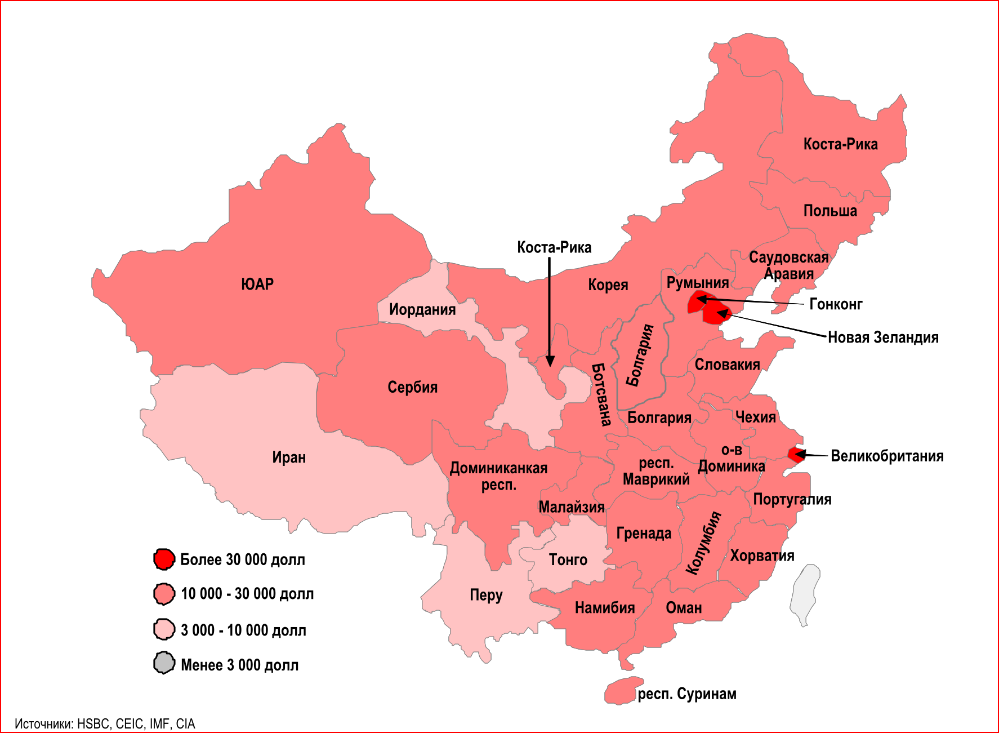 Коста-Рика
Польша
Коста-Рика
Саудовская
Аравия
ЮАР
Корея
Румыния
Гонконг
Иордания
Новая Зеландия
Болгария
Словакия
Сербия
Ботсвана
Болгария
Чехия
Иран
о-в
Доминика
Великобритания
Доминиканкая
респ.
респ.
Маврикий
Малайзия
Португалия
Гренада
Колумбия
Тонго
Хорватия
Перу
Намибия
Оман
респ. Суринам
Более 30 000 долл
10 000 - 30 000 долл
3 000 - 10 000 долл
Менее 3 000 долл
Источники: HSBC, CEIC, IMF, CIA